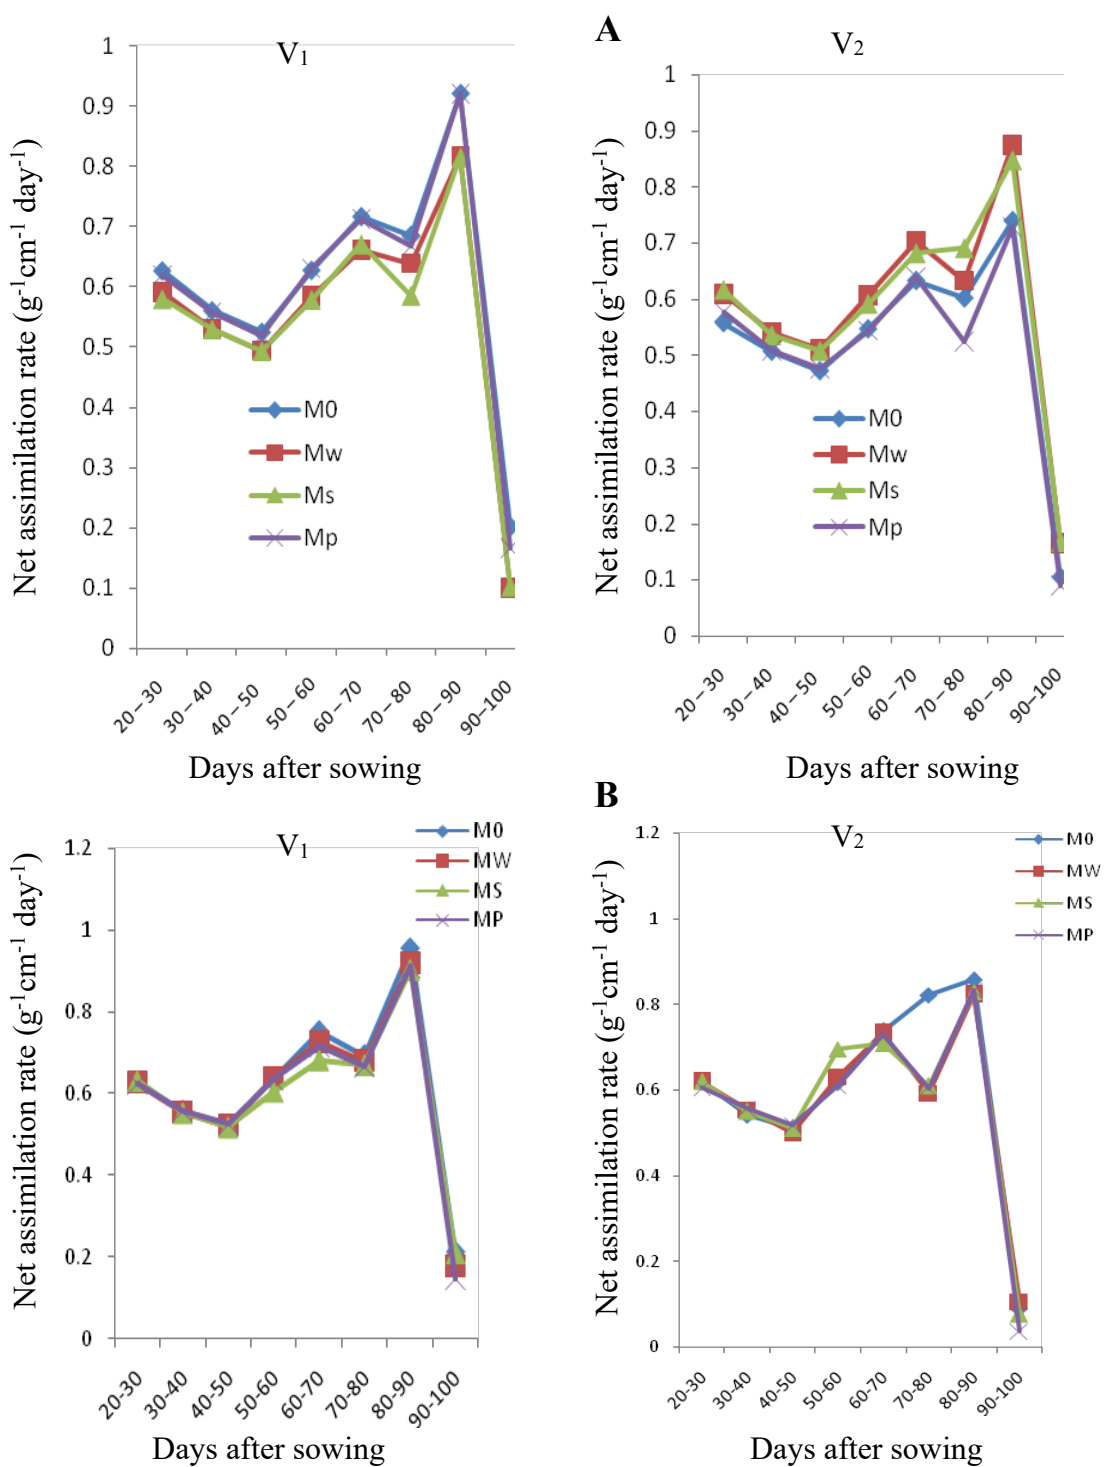 A
V1
Net assimilation rate (g-1cm-1 day-1)
1
0.9
0.8
0.7
0.6
0.5
0.4
0.3
0.2
0.1
0
M0
Mw
Ms
Mp
20–30
30–40
40–50
50–60
60–70
70–80
80–90
90–100
Days after sowing
V2
Net assimilation rate (g-1cm-1 day-1)
1
0.9
0.8
0.7
0.6
0.5
0.4
0.3
0.2
0.1
0
M0
Mw
Ms
Mp
20–30
30–40
40–50
50–60
60–70
70–80
80–90
90–100
Days after sowing
B
V1
Net assimilation rate (g-1cm-1 day-1)
1.2
1
0.8
0.6
0.4
0.2
0
M0
MW
MS
MP
20-30
30-40
40-50
50-60
60-70
70-80
80-90
90-100
Days after sowing
V2
Net assimilation rate (g-1cm-1 day-1)
1.2
1
0.8
0.6
0.4
0.2
0
M0
MW
MS
MP
20-30
30-40
40-50
50-60
60-70
70-80
80-90
90-100
Days after sowing